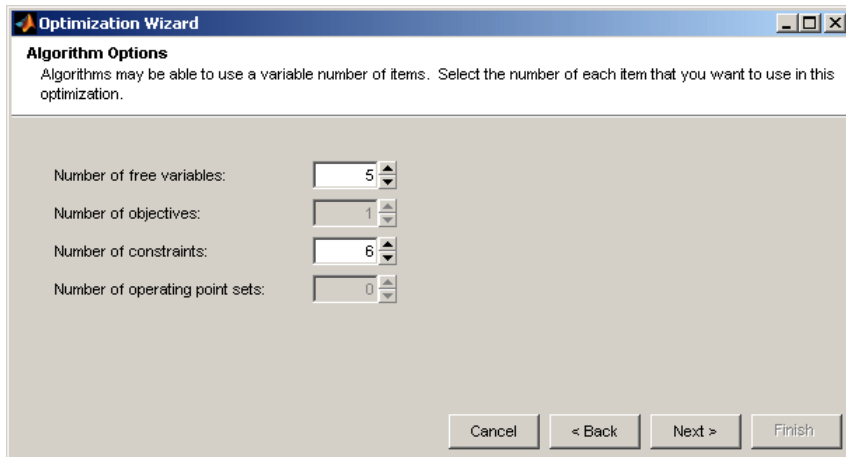 Optimization Wizard
Algorithm Options
Algorithms may be able to use a variable number of items. Select the number of each item that you want to use in this
optimization.
Number of free variables: 5
Number of objectives: 1
Number of constraints: 6
Number of operating point sets: 0
Cancel < Back Next > Finish